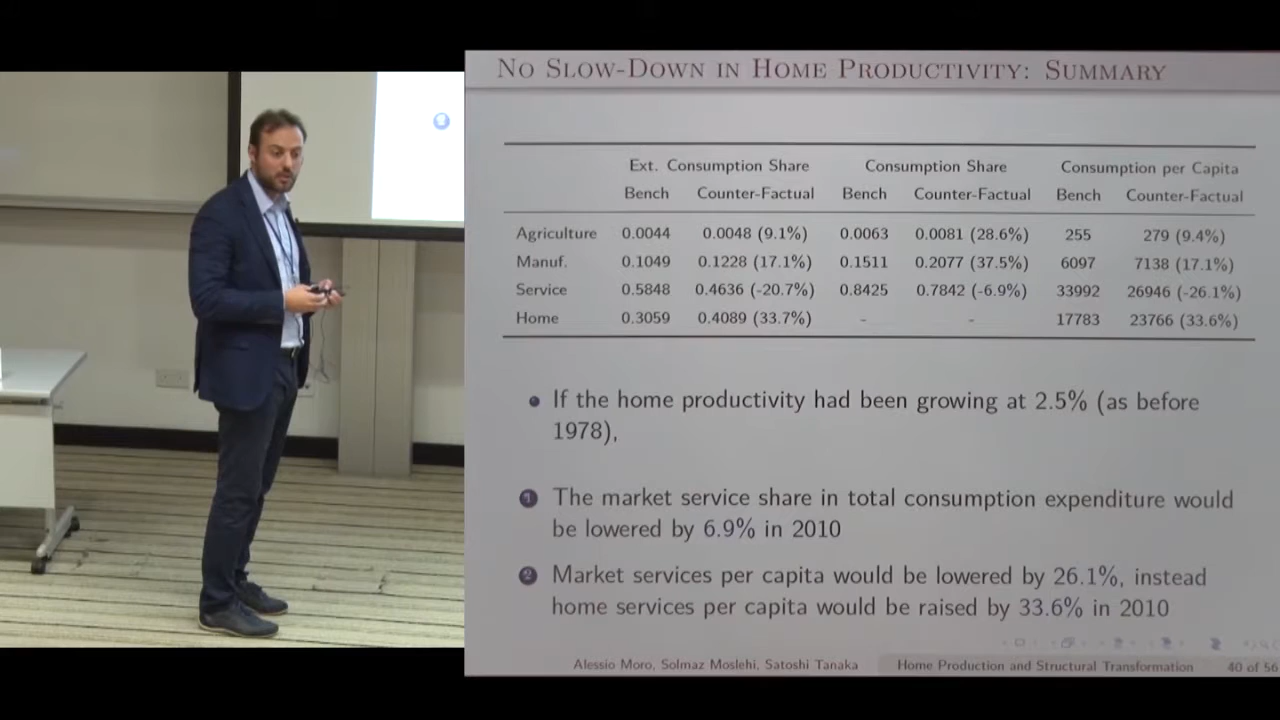 No Slow-Down in Home Productivity: Summary
Ext. Consumption Share Consumption Share Consumption per Capita
Bench Counter-Factual Bench Counter-Factual Bench Counter-Factual
Agriculture 0.0044 0.0048 (9.1%) 0.0063 0.0081 (28.6%) 255 279 (9.4%)
Manuf. 0.1049 0.1228 (17.1%) 0.1511 0.2077 (37.5%) 6097 7138 (17.1%)
Service 0.5848 0.4636 (-20.7%) 0.8425 0.7842 (-6.9%) 33992 26946 (-26.1%)
Home 0.3059 0.4089 (33.7%) - - 17783 23766 (33.6%)
• If the home productivity had been growing at 2.5% (as before
1978),
1 The market service share in total consumption expenditure would
be lowered by 6.9% in 2010
2 Market services per capita would be lowered by 26.1%, instead
home services per capita would be raised by 33.6% in 2010
Alessio Moro, Solmaz Moslehi, Satoshi Tanaka Home Production and Structural Transformation 40 of 56